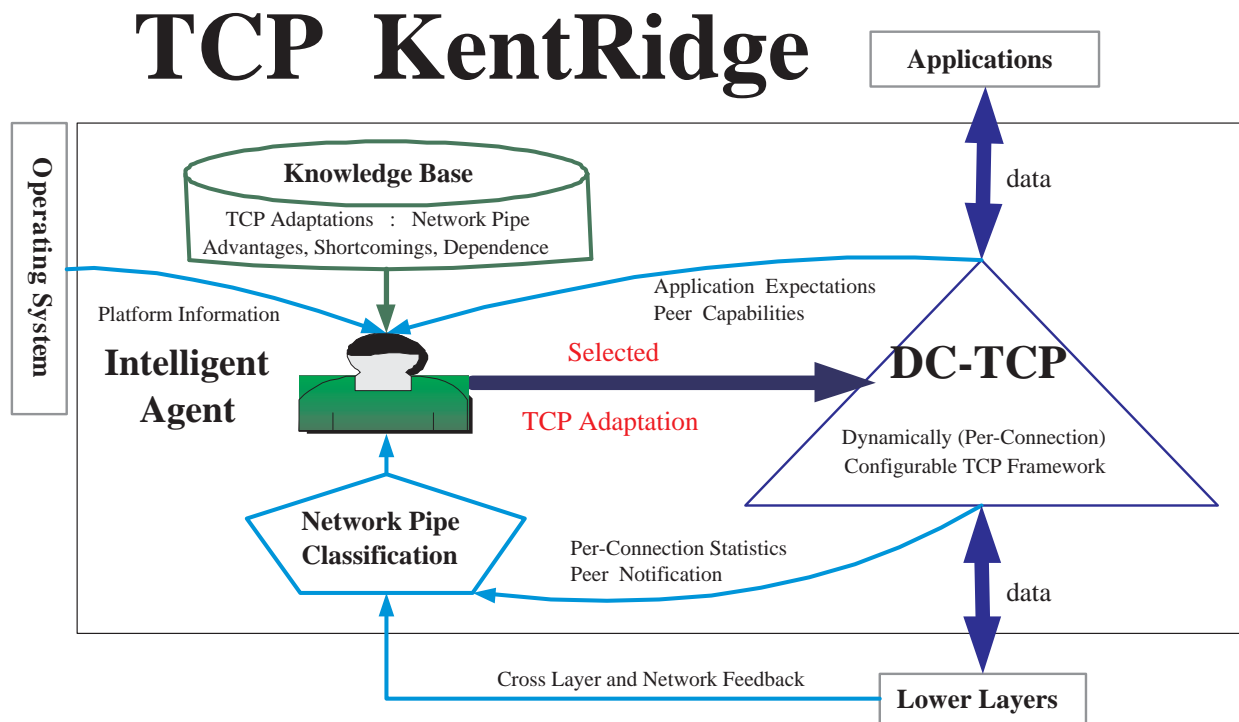 TCP KentRidge
Applications
Operating System
data
Knowledge Base
TCP Adaptations : Network Pipe
Advantages, Shortcomings, Dependence
Platform Information
Application Expectations
Peer Capabilities
Intelligent
Agent
Selected
TCP Adaptation
DC-TCP
Dynamically (Per-Connection)
Configurable TCP Framework
Network Pipe
Classification
Per-Connection Statistics
Peer Notification
data
Cross Layer and Network Feedback
Lower Layers